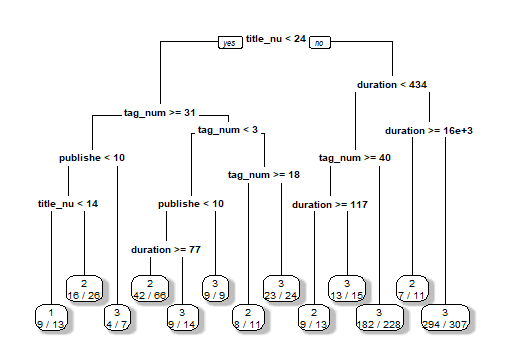 yes title_nu < 24 no
duration < 434
tag_num >= 31
tag_num < 3
duration >= 16e+3
publishe < 10
tag_num >= 40
tag_num >= 18
title_nu < 14
publishe < 10
duration >= 117
duration >= 77
2
16 / 26
2
42 / 66
3
9 / 9
3
23 / 24
3
13 / 15
2
7 / 11
1
9 / 13
3
4 / 7
3
9 / 14
2
8 / 11
2
9 / 13
3
182 / 228
3
294 / 307